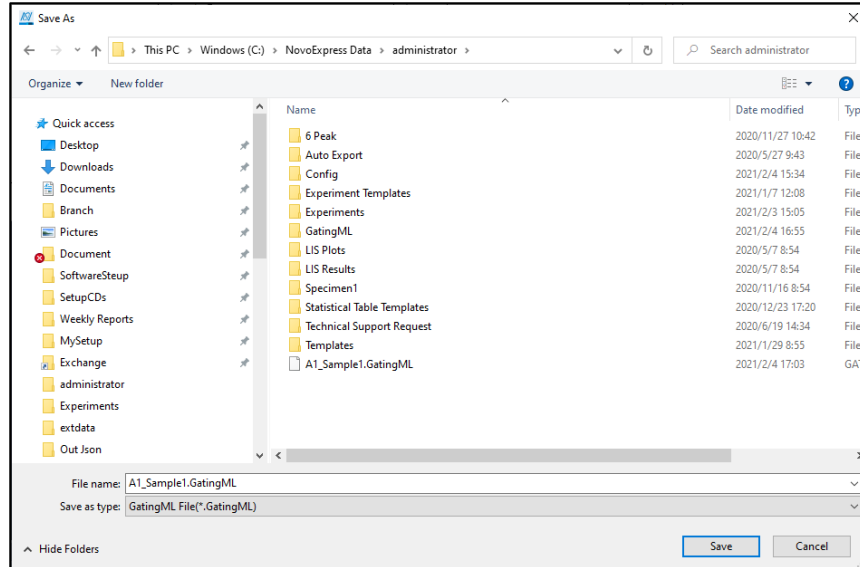 Save As
This PC > Windows (C:) > NovoExpress Data > administrator >
Search administrator
Organize
New folder
Quick access
Desktop
Downloads
Documents
Branch
Pictures
Document
SoftwareSteup
SetupCDs
Weekly Reports
MySetup
Exchange
administrator
Experiments
extdata
Out Json
Name Date modified Typ
6 Peak 2020/11/27 10:42 File
Auto Export 2020/5/27 9:43 File
Config 2021/2/4 15:34 File
Experiment Templates 2021/1/7 12:08 File
Experiments 2021/2/3 15:05 File
GatingML 2021/2/4 16:55 File
LIS Plots 2020/5/7 8:54 File
LIS Results 2020/5/7 8:54 File
Specimen1 2020/11/16 8:54 File
Statistical Table Templates 2020/12/23 17:20 File
Technical Support Request 2020/6/19 14:34 File
Templates 2021/1/29 8:55 File
A1_Sample1.GatingML 2021/2/4 17:03 GAT
File name: A1_Sample1.GatingML
Save as type: GatingML File(*.GatingML)
Hide Folders
Save
Cancel